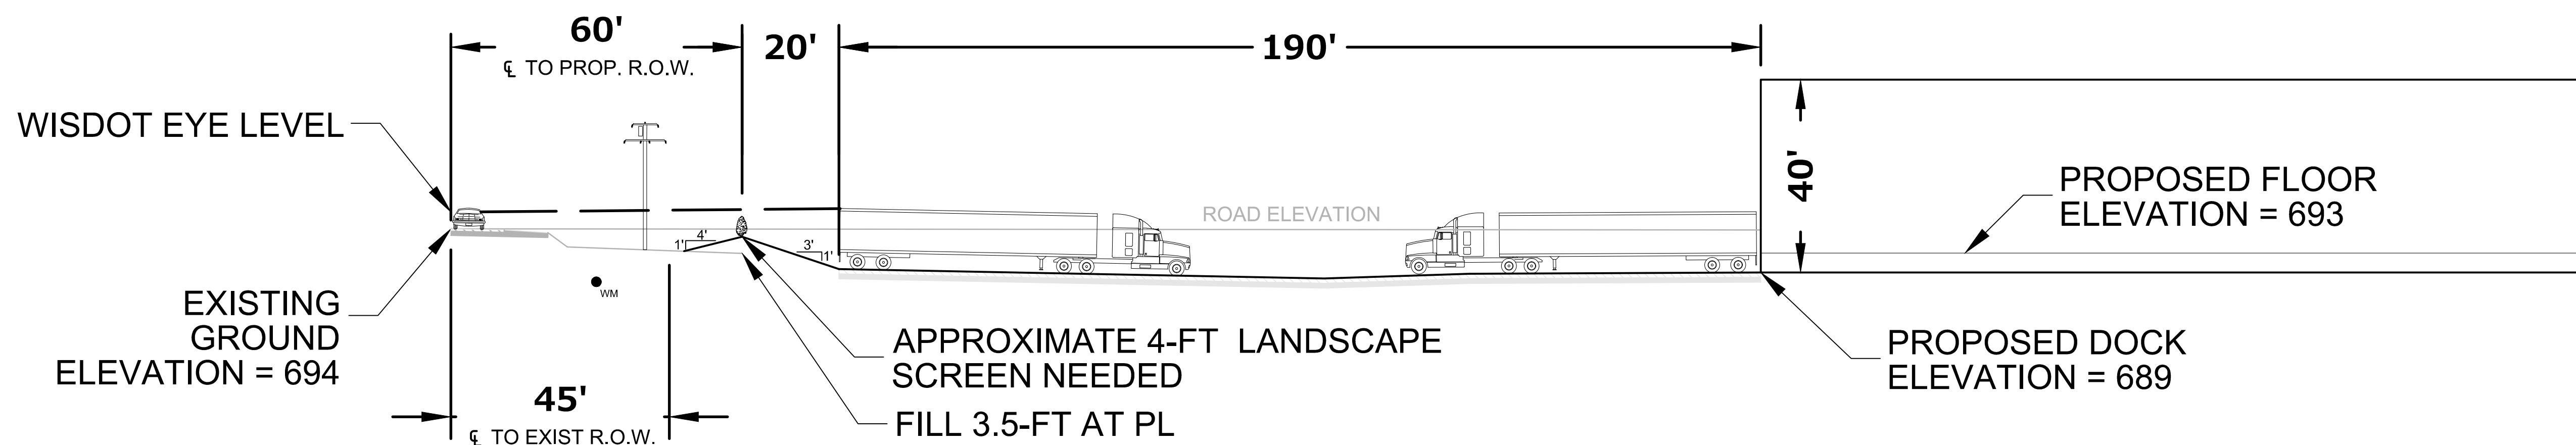 60'
℄ TO PROP. R.O.W.
20'
190'
WISDOT EYE LEVEL
40'
PROPOSED FLOOR
ELEVATION = 693
ROAD ELEVATION
4'
1'
3'
1'
WM
EXISTING
GROUND
ELEVATION = 694
APPROXIMATE 4-FT LANDSCAPE
SCREEN NEEDED
PROPOSED DOCK
ELEVATION = 689
45'
℄ TO EXIST R.O.W.
FILL 3.5-FT AT PL